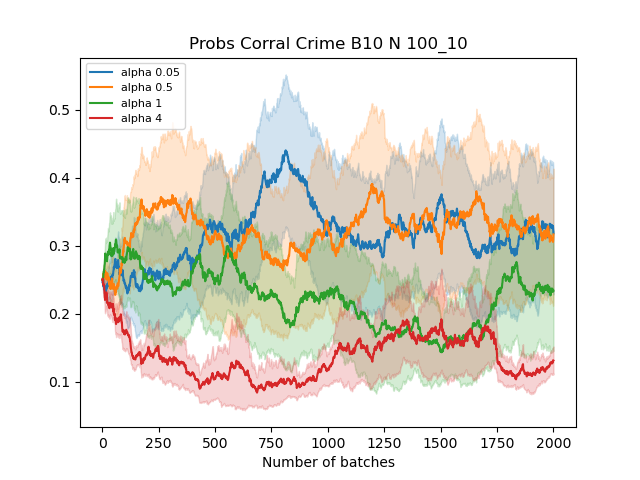 Probs Corral Crime B10 N 100_10
alpha 0.05
alpha 0.5
alpha 1
alpha 4
0.5
0.4
0.3
0.2
0.1
0 250 500 750 1000 1250 1500 1750 2000
Number of batches